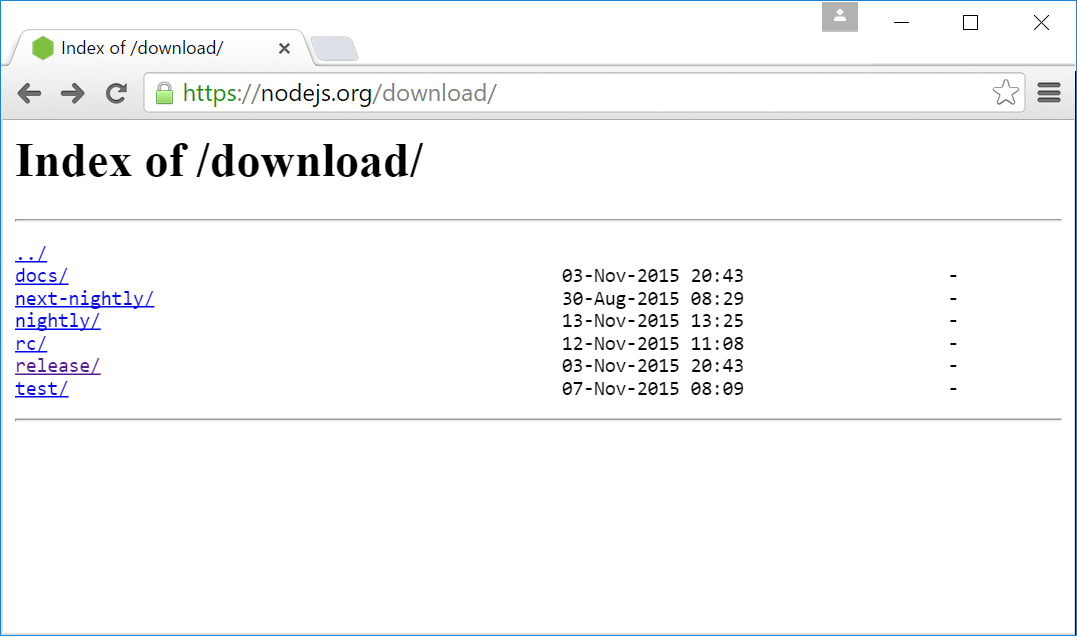 Index of /download/
https://nodejs.org/download/
Index of /download/
../
docs/ 03-Nov-2015 20:43 -
next-nightly/ 30-Aug-2015 08:29 -
nightly/ 13-Nov-2015 13:25 -
rc/ 12-Nov-2015 11:08 -
release/ 03-Nov-2015 20:43 -
test/ 07-Nov-2015 08:09 -